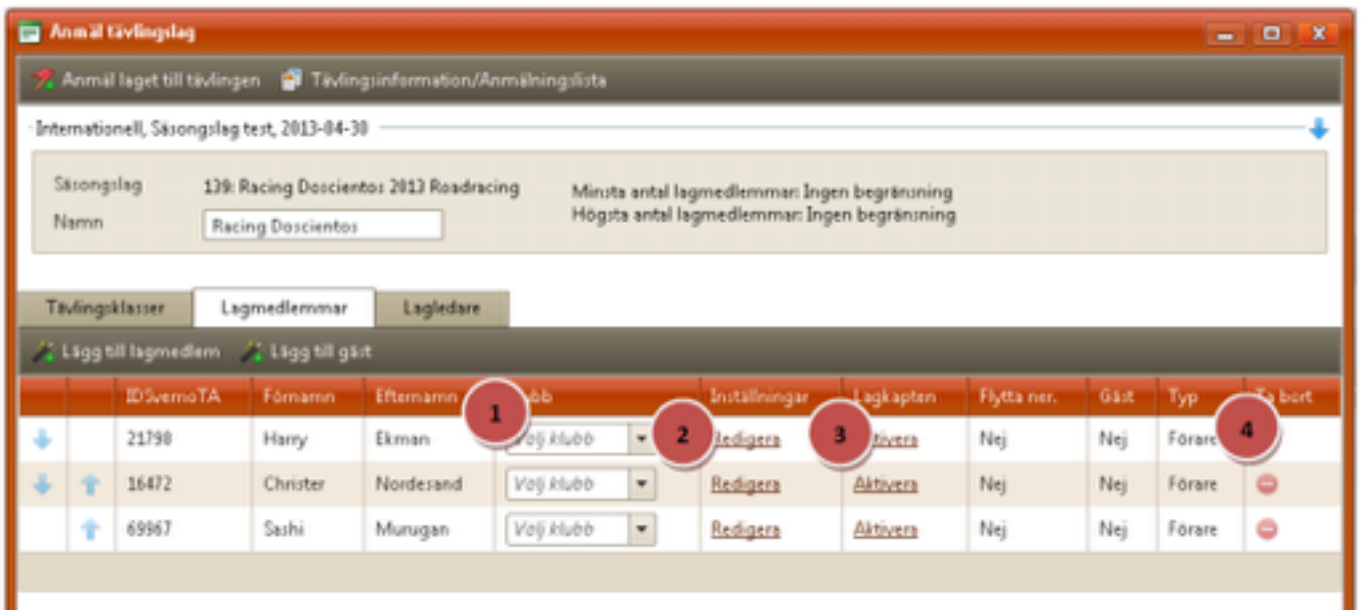 Anmäl tävlingslag
Anmäl laget till tävlingen Tävlingsinformation/Anmälningslista
Internationell, Säsongslag test, 2013-04-30
Säsongslag 139: Racing Doscientos 2013 Roadracing Minsta antal lagmedlemmar: Ingen begränsning
Högsta antal lagmedlemmar: Ingen begränsning
Namn Racing Doscientos
Tävlingsklasser Lagmedlemmar Lagledare
Lägg till lagmedlem Lägg till gäst
IDSvemoTA Förnamn Efternamn ubb Inställningar Lagkapten Flytta ner. Gäst Typ Ta bort
1 2 3 4
21798 Harry Ekman Välj klubb Redigera Aktivera Nej Nej Förare
16472 Christer Nordesand Välj klubb Redigera Aktivera Nej Nej Förare
69967 Sashi Murugan Välj klubb Redigera Aktivera Nej Nej Förare